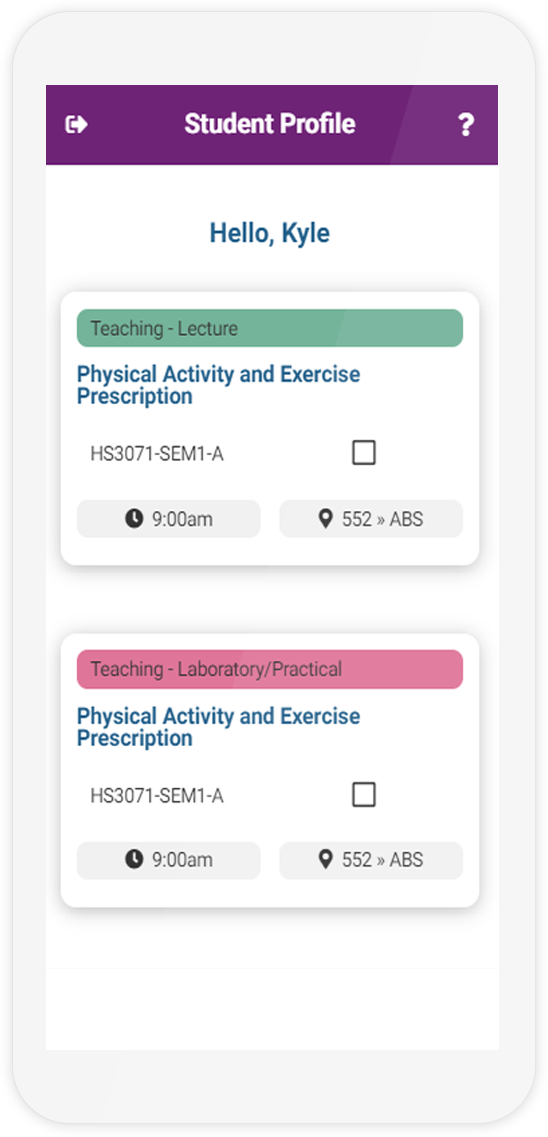 Student Profile ?
Hello, Kyle
Teaching - Lecture
Physical Activity and Exercise
Prescription
HS3071-SEM1-A
9:00am 552 » ABS
Teaching - Laboratory/Practical
Physical Activity and Exercise
Prescription
HS3071-SEM1-A
9:00am 552 » ABS